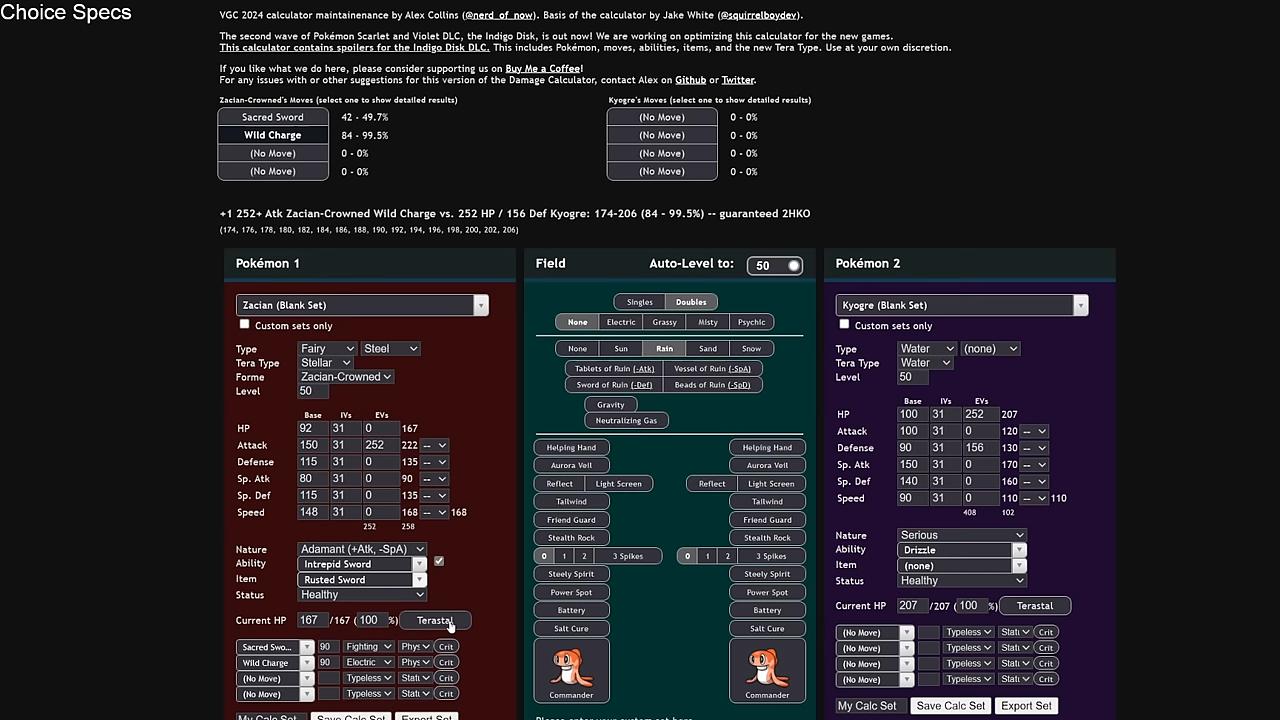 Choice Specs
VGC 2024 calculator maintainenance by Alex Collins (@nerd_of_now). Basis of the calculator by Jake White (@squirrelboydev).
The second wave of Pokémon Scarlet and Violet DLC, the Indigo Disk, is out now! We are working on optimizing this calculator for the new games.
This calculator contains spoilers for the Indigo Disk DLC. This includes Pokémon, moves, abilities, items, and the new Tera Type. Use at your own discretion.
If you like what we do here, please consider supporting us on Buy Me a Coffee!
For any issues with or other suggestions for this version of the Damage Calculator, contact Alex on Github or Twitter.
Zacian-Crowned's Moves (select one to show detailed results)
Sacred Sword 42 - 49.7%
Wild Charge 84 - 99.5%
(No Move) 0 - 0%
(No Move) 0 - 0%
Kyogre's Moves (select one to show detailed results)
(No Move) 0 - 0%
(No Move) 0 - 0%
(No Move) 0 - 0%
(No Move) 0 - 0%
+1 252+ Atk Zacian-Crowned Wild Charge vs. 252 HP / 156 Def Kyogre: 174-206 (84 - 99.5%) -- guaranteed 2HKO
(174, 176, 178, 180, 182, 184, 186, 188, 190, 192, 194, 196, 198, 200, 202, 206)
Pokémon 1
Zacian (Blank Set)
Custom sets only
Type Fairy Steel
Tera Type Stellar
Forme Zacian-Crowned
Level 50
Base IVs EVs
HP 92 31 0 167
Attack 150 31 252 222 --
Defense 115 31 0 135 --
Sp. Atk 80 31 0 90 --
Sp. Def 115 31 0 135 --
Speed 148 31 0 168 -- 168
252 258
Nature Adamant (+Atk, -SpA)
Ability Intrepid Sword
Item Rusted Sword
Status Healthy
Current HP 167 /167 ( 100 %) Terastal
Sacred Swo... 90 Fighting Phys Crit
Wild Charge 90 Electric Phys Crit
(No Move) Typeless Stat Crit
(No Move) Typeless Stat Crit
My Calc Set Save Calc Set Export Set
Field Auto-Level to: 50
Singles Doubles
None Electric Grassy Misty Psychic
None Sun Rain Sand Snow
Tablets of Ruin (-Atk) Vessel of Ruin (-SpA)
Sword of Ruin (-Def) Beads of Ruin (-SpD)
Gravity
Neutralizing Gas
Helping Hand Helping Hand
Aurora Veil Aurora Veil
Reflect Light Screen Reflect Light Screen
Tailwind Tailwind
Friend Guard Friend Guard
Stealth Rock Stealth Rock
0 1 2 3 Spikes 0 1 2 3 Spikes
Steely Spirit Steely Spirit
Power Spot Power Spot
Battery Battery
Salt Cure Salt Cure
Commander Commander
Pokémon 2
Kyogre (Blank Set)
Custom sets only
Type Water (none)
Tera Type Water
Level 50
Base IVs EVs
HP 100 31 252 207
Attack 100 31 0 120 --
Defense 90 31 156 130 --
Sp. Atk 150 31 0 170 --
Sp. Def 140 31 0 160 --
Speed 90 31 0 110 -- 110
408 102
Nature Serious
Ability Drizzle
Item (none)
Status Healthy
Current HP 207 /207 ( 100 %) Terastal
(No Move) Typeless Stat Crit
(No Move) Typeless Stat Crit
(No Move) Typeless Stat Crit
(No Move) Typeless Stat Crit
My Calc Set Save Calc Set Export Set